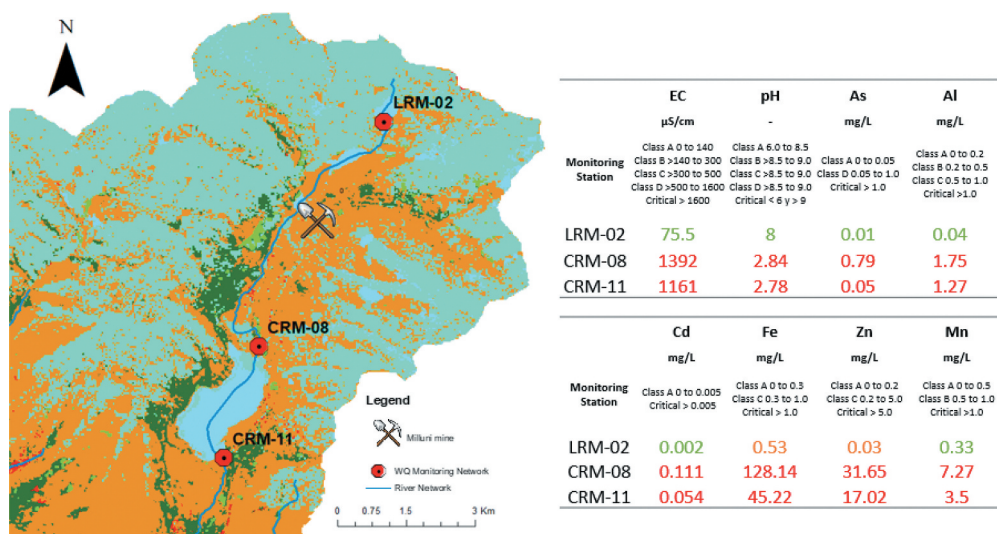 N
LRM-02
CRM-08
CRM-11
Legend
Milluni mine
WQ Monitoring Network
River Network
0 0.75 1.5 3 Km
EC pH As Al
µS/cm - mg/L mg/L
Monitoring Station
Class A 0 to 140
Class B >140 to 300
Class C >300 to 500
Class D >500 to 1600
Critical > 1600
Class A 6.0 to 8.5
Class B >8.5 to 9.0
Class C >8.5 to 9.0
Class D >8.5 to 9.0
Critical < 6 y > 9
Class A 0 to 0.05
Class D 0.05 to 1.0
Critical > 1.0
Class A 0 to 0.2
Class B 0.2 to 0.5
Class C 0.5 to 1.0
Critical >1.0
LRM-02 75.5 8 0.01 0.04
CRM-08 1392 2.84 0.79 1.75
CRM-11 1161 2.78 0.05 1.27
Cd Fe Zn Mn
mg/L mg/L mg/L mg/L
Monitoring
Station
Class A 0 to 0.005
Critical > 0.005
Class A 0 to 0.3
Class C 0.3 to 1.0
Critical > 1.0
Class A 0 to 0.2
Class C 0.2 to 5.0
Critical > 5.0
Class A 0 to 0.5
Class B 0.5 to 1.0
Critical >1.0
LRM-02 0.002 0.53 0.03 0.33
CRM-08 0.111 128.14 31.65 7.27
CRM-11 0.054 45.22 17.02 3.5